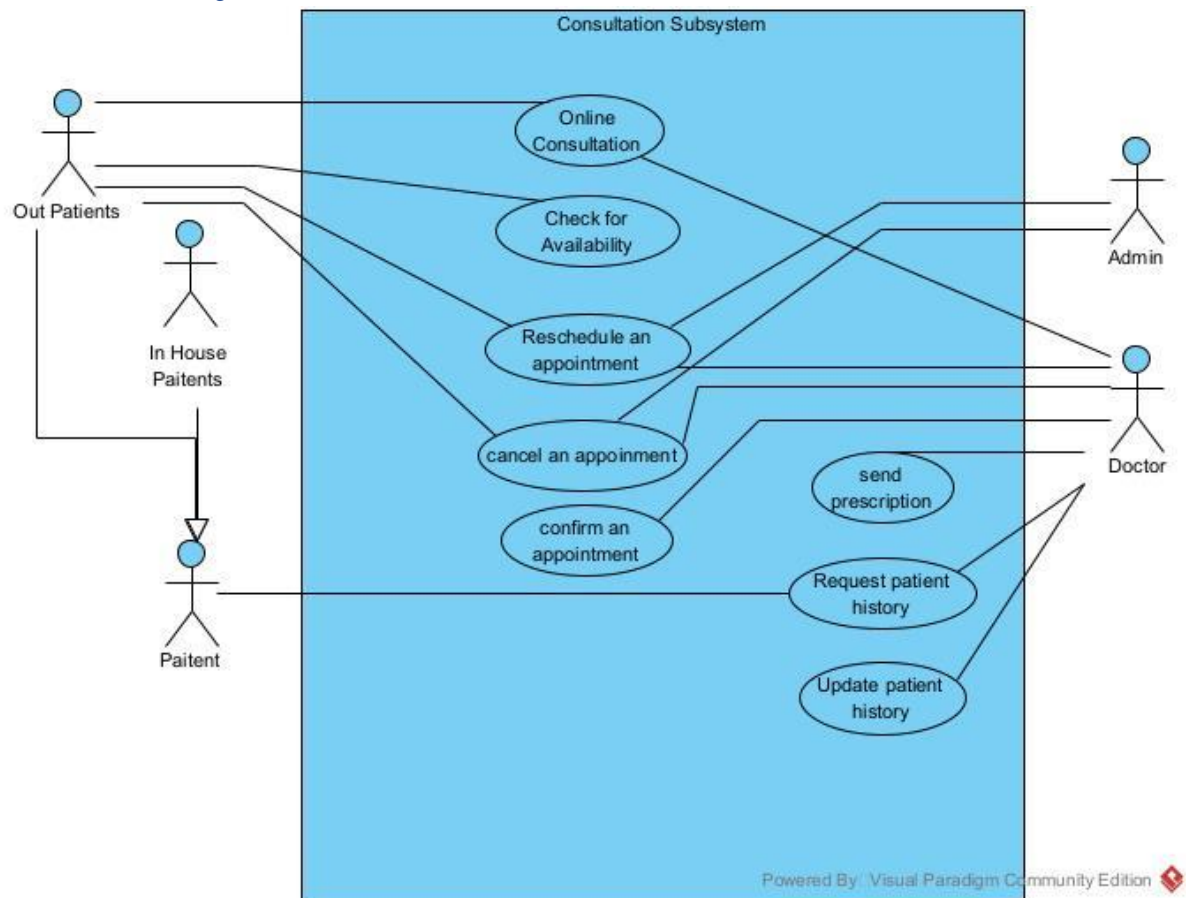 Consultation Subsystem
Online
Consultation
Out Patients
Check for
Availability
Admin
In House
Paitents
Reschedule an
appointment
cancel an appoinment
Doctor
send
prescription
confirm an
appointment
Request patient
history
Paitent
Update patient
history
Powered By: Visual Paradigm Community Edition